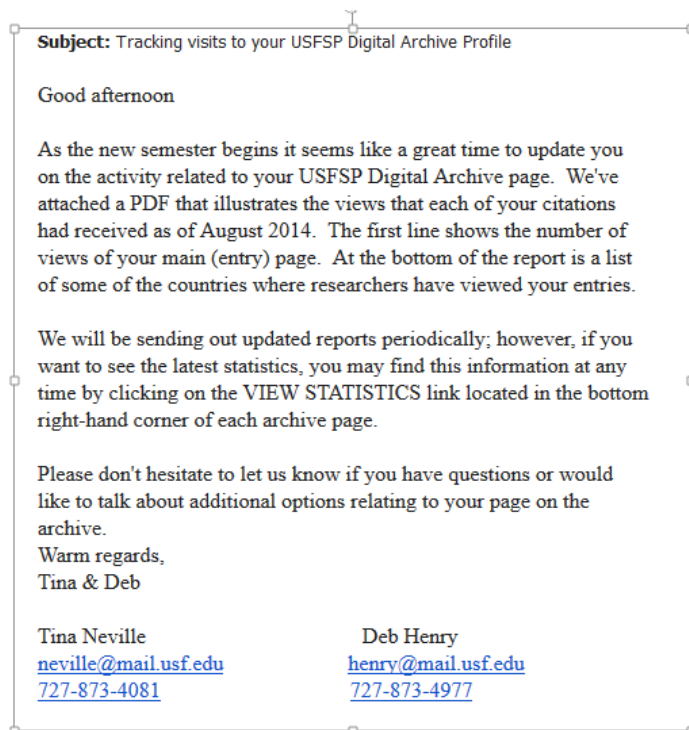 Subject: Tracking visits to your USFSP Digital Archive Profile
Good afternoon
As the new semester begins it seems like a great time to update you
on the activity related to your USFSP Digital Archive page.  We've
attached a PDF that illustrates the views that each of your citations
had received as of August 2014.  The first line shows the number of
views of your main (entry) page.  At the bottom of the report is a list
of some of the countries where researchers have viewed your entries.
We will be sending out updated reports periodically; however, if you
want to see the latest statistics, you may find this information at any
time by clicking on the VIEW STATISTICS link located in the bottom
right-hand corner of each archive page.
Please don't hesitate to let us know if you have questions or would
like to talk about additional options relating to your page on the
archive.
Warm regards,
Tina & Deb
Tina Neville Deb Henry
neville@mail.usf.edu henry@mail.usf.edu
727-873-4081 727-873-4977